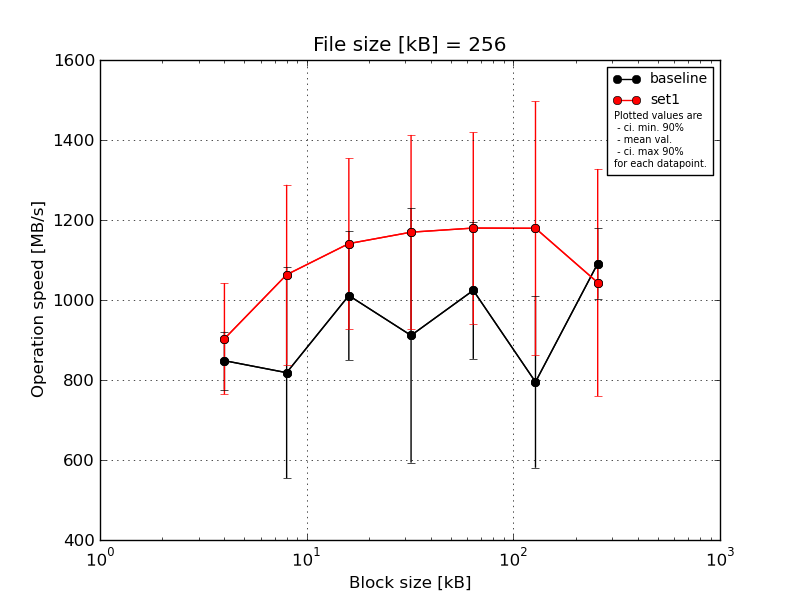 File size [kB] = 256
1600
1400
1200
1000
800
600
400
Operation speed [MB/s]
baseline
set1
Plotted values are
- ci. min. 90%
- mean val.
- ci. max 90%
for each datapoint.
10⁰ 10¹ 10² 10³
Block size [kB]